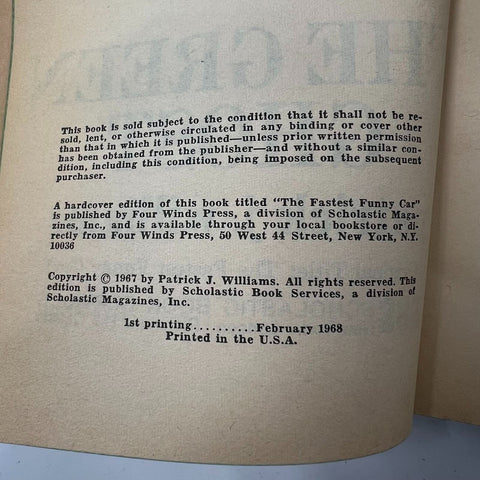 HE GREEN
This book is sold subject to the condition that it shall not be re-
sold, lent, or otherwise circulated in any binding or cover other
than that in which it is published—unless prior written permission
has been obtained from the publisher—and without a similar con-
dition, including this condition, being imposed on the subsequent
purchaser.
A hardcover edition of this book titled "The Fastest Funny Car"
is published by Four Winds Press, a division of Scholastic Maga-
zines, Inc., and is available through your local bookstore or di-
rectly from Four Winds Press, 50 West 44 Street, New York, N.Y.
10036
Copyright © 1967 by Patrick J. Williams. All rights reserved. This
edition is published by Scholastic Book Services, a division of
Scholastic Magazines, Inc.
1st printing..........February 1968
Printed in the U.S.A.